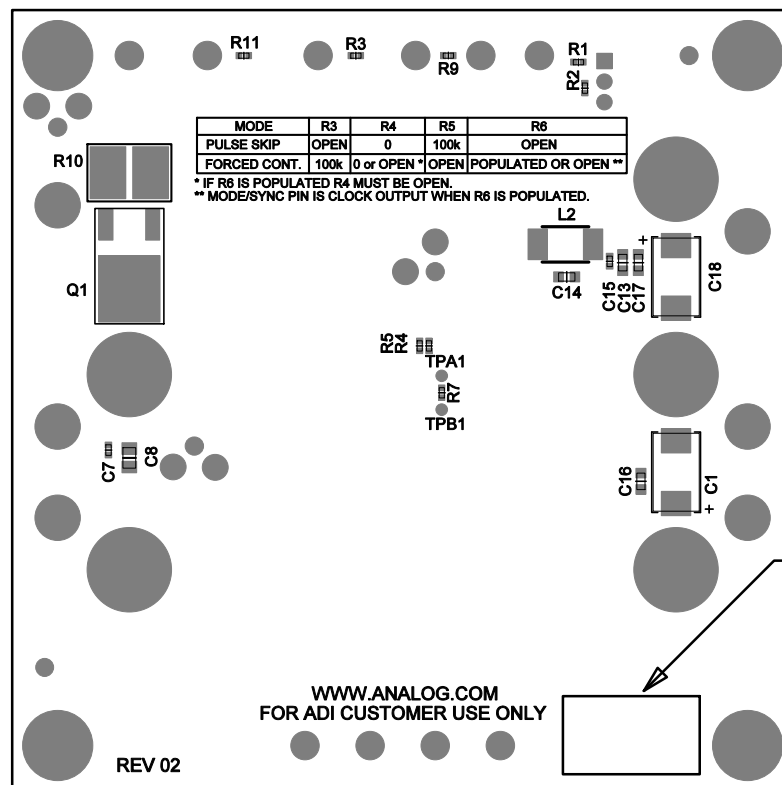 R11
R3
R9
R1
R2
MODE R3 R4 R5 R6
PULSE SKIP OPEN 0 100k OPEN
FORCED CONT. 100k 0 or OPEN * OPEN POPULATED OR OPEN **
* IF R6 IS POPULATED R4 MUST BE OPEN.
** MODE/SYNC PIN IS CLOCK OUTPUT WHEN R6 IS POPULATED.
R10
L2
+
Q1
C14
C15
C13
C17
C18
R5
R4
TPA1
R7
TPB1
C7
C8
C16
C1
+
WWW.ANALOG.COM
FOR ADI CUSTOMER USE ONLY
REV 02